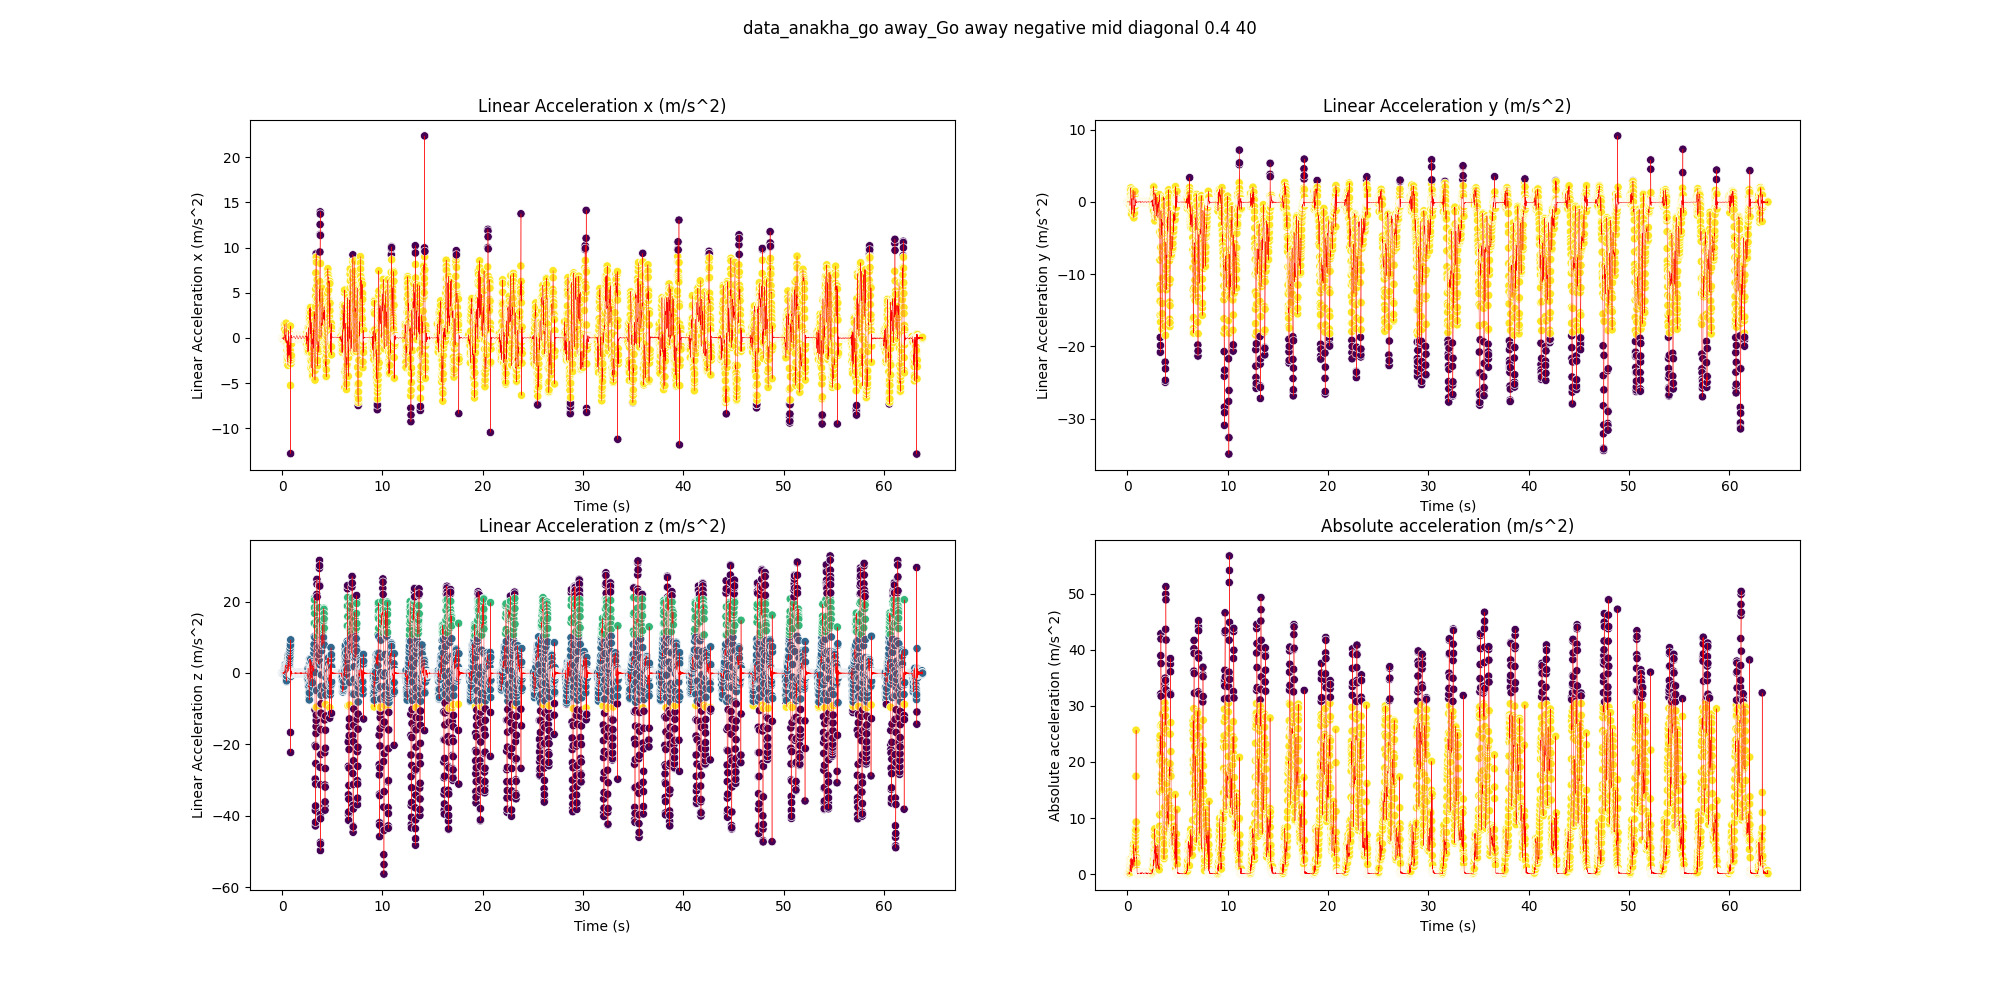 data_anakha_go away_Go away negative mid diagonal 0.4 40
Linear Acceleration x (m/s^2)
Linear Acceleration x (m/s^2)
20
15
10
5
0
−5
−10
0 10 20 30 40 50 60
Time (s)
Linear Acceleration y (m/s^2)
Linear Acceleration y (m/s^2)
10
0
−10
−20
−30
0 10 20 30 40 50 60
Time (s)
Linear Acceleration z (m/s^2)
Linear Acceleration z (m/s^2)
20
0
−20
−40
−60
0 10 20 30 40 50 60
Time (s)
Absolute acceleration (m/s^2)
Absolute acceleration (m/s^2)
50
40
30
20
10
0
0 10 20 30 40 50 60
Time (s)